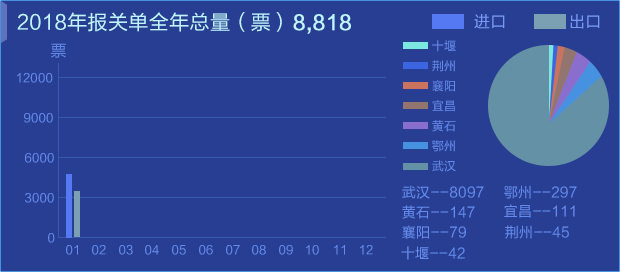 2018年报关单全年总量（票）8,818
进口 出口
票
12000
9000
6000
3000
0
01 02 03 04 05 06 07 08 09 10 11 12
十堰
荆州
襄阳
宜昌
黄石
鄂州
武汉
武汉--8097 鄂州--297
黄石--147 宜昌--111
襄阳--79 荆州--45
十堰--42